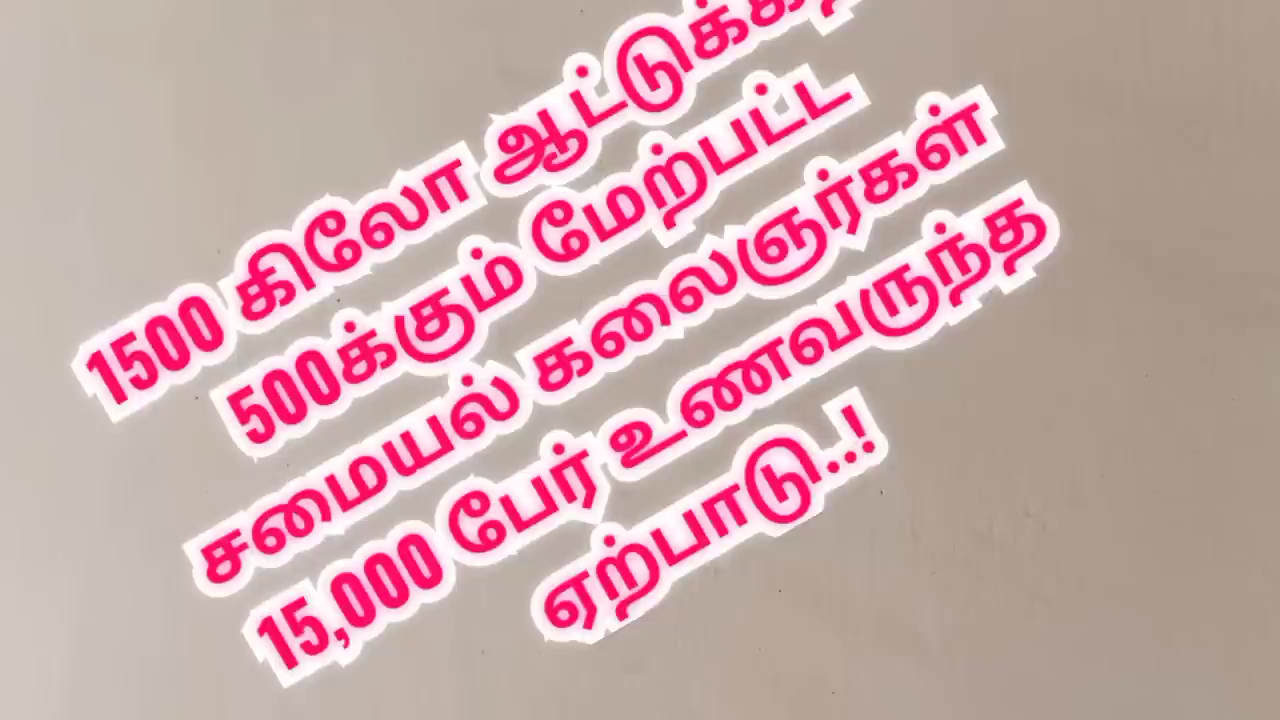 1500 கிலோ
500க்கும் மேற்பட்ட
சமையல் கலைஞர்கள்
15,000 பேர் உணவருந்த
ஏற்பாடு..!